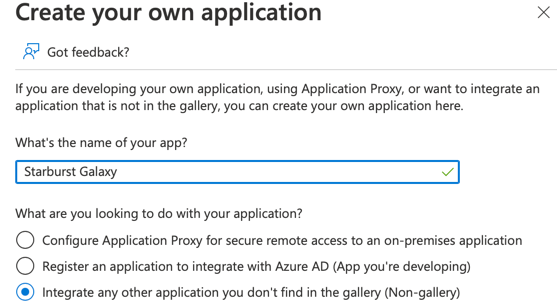 Create your own application
Got feedback?
If you are developing your own application, using Application Proxy, or want to integrate an
application that is not in the gallery, you can create your own application here.
What's the name of your app?
Starburst Galaxy
What are you looking to do with your application?
Configure Application Proxy for secure remote access to an on-premises application
Register an application to integrate with Azure AD (App you're developing)
Integrate any other application you don't find in the gallery (Non-gallery)